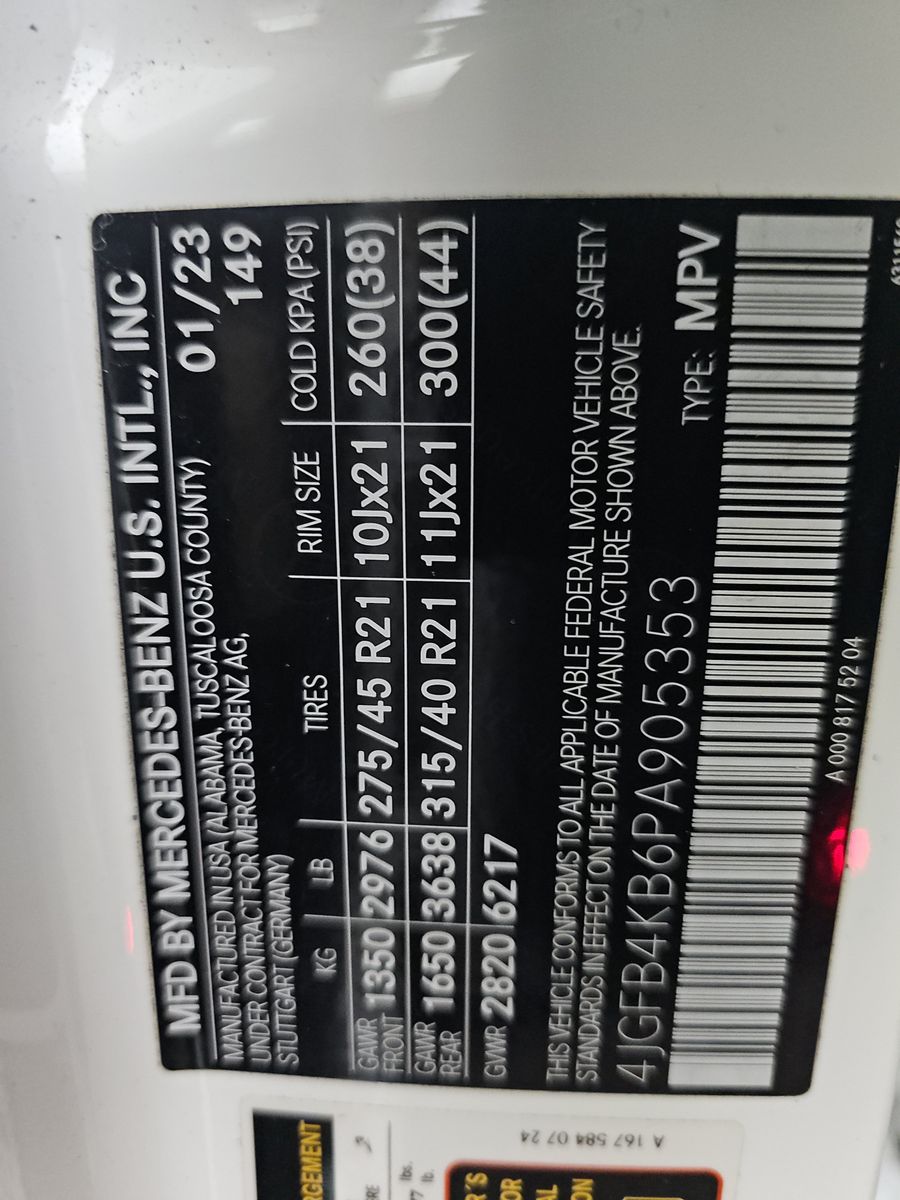 MFD BY MERCEDES-BENZ U.S. INTL., INC
MANUFACTURED IN USA (ALABAMA, TUSCALOOSA COUNTY) 01/23
UNDER CONTRACT FOR MERCEDES-BENZ AG, 149
STUTTGART (GERMANY)
KG LB TIRES RIM SIZE COLD KPA(PSI)
GAWR FRONT 1350 2976 275/45 R21 10Jx21 260(38)
GAWR REAR 1650 3638 315/40 R21 11Jx21 300(44)
GVWR 2820 6217
THIS VEHICLE CONFORMS TO ALL APPLICABLE FEDERAL MOTOR VEHICLE SAFETY
STANDARDS IN EFFECT ON THE DATE OF MANUFACTURE SHOWN ABOVE.
4JGFB4KB6PA905353 TYPE: MPV
A 000 817 52 04
A 167 584 07 24
lbs.
lb.